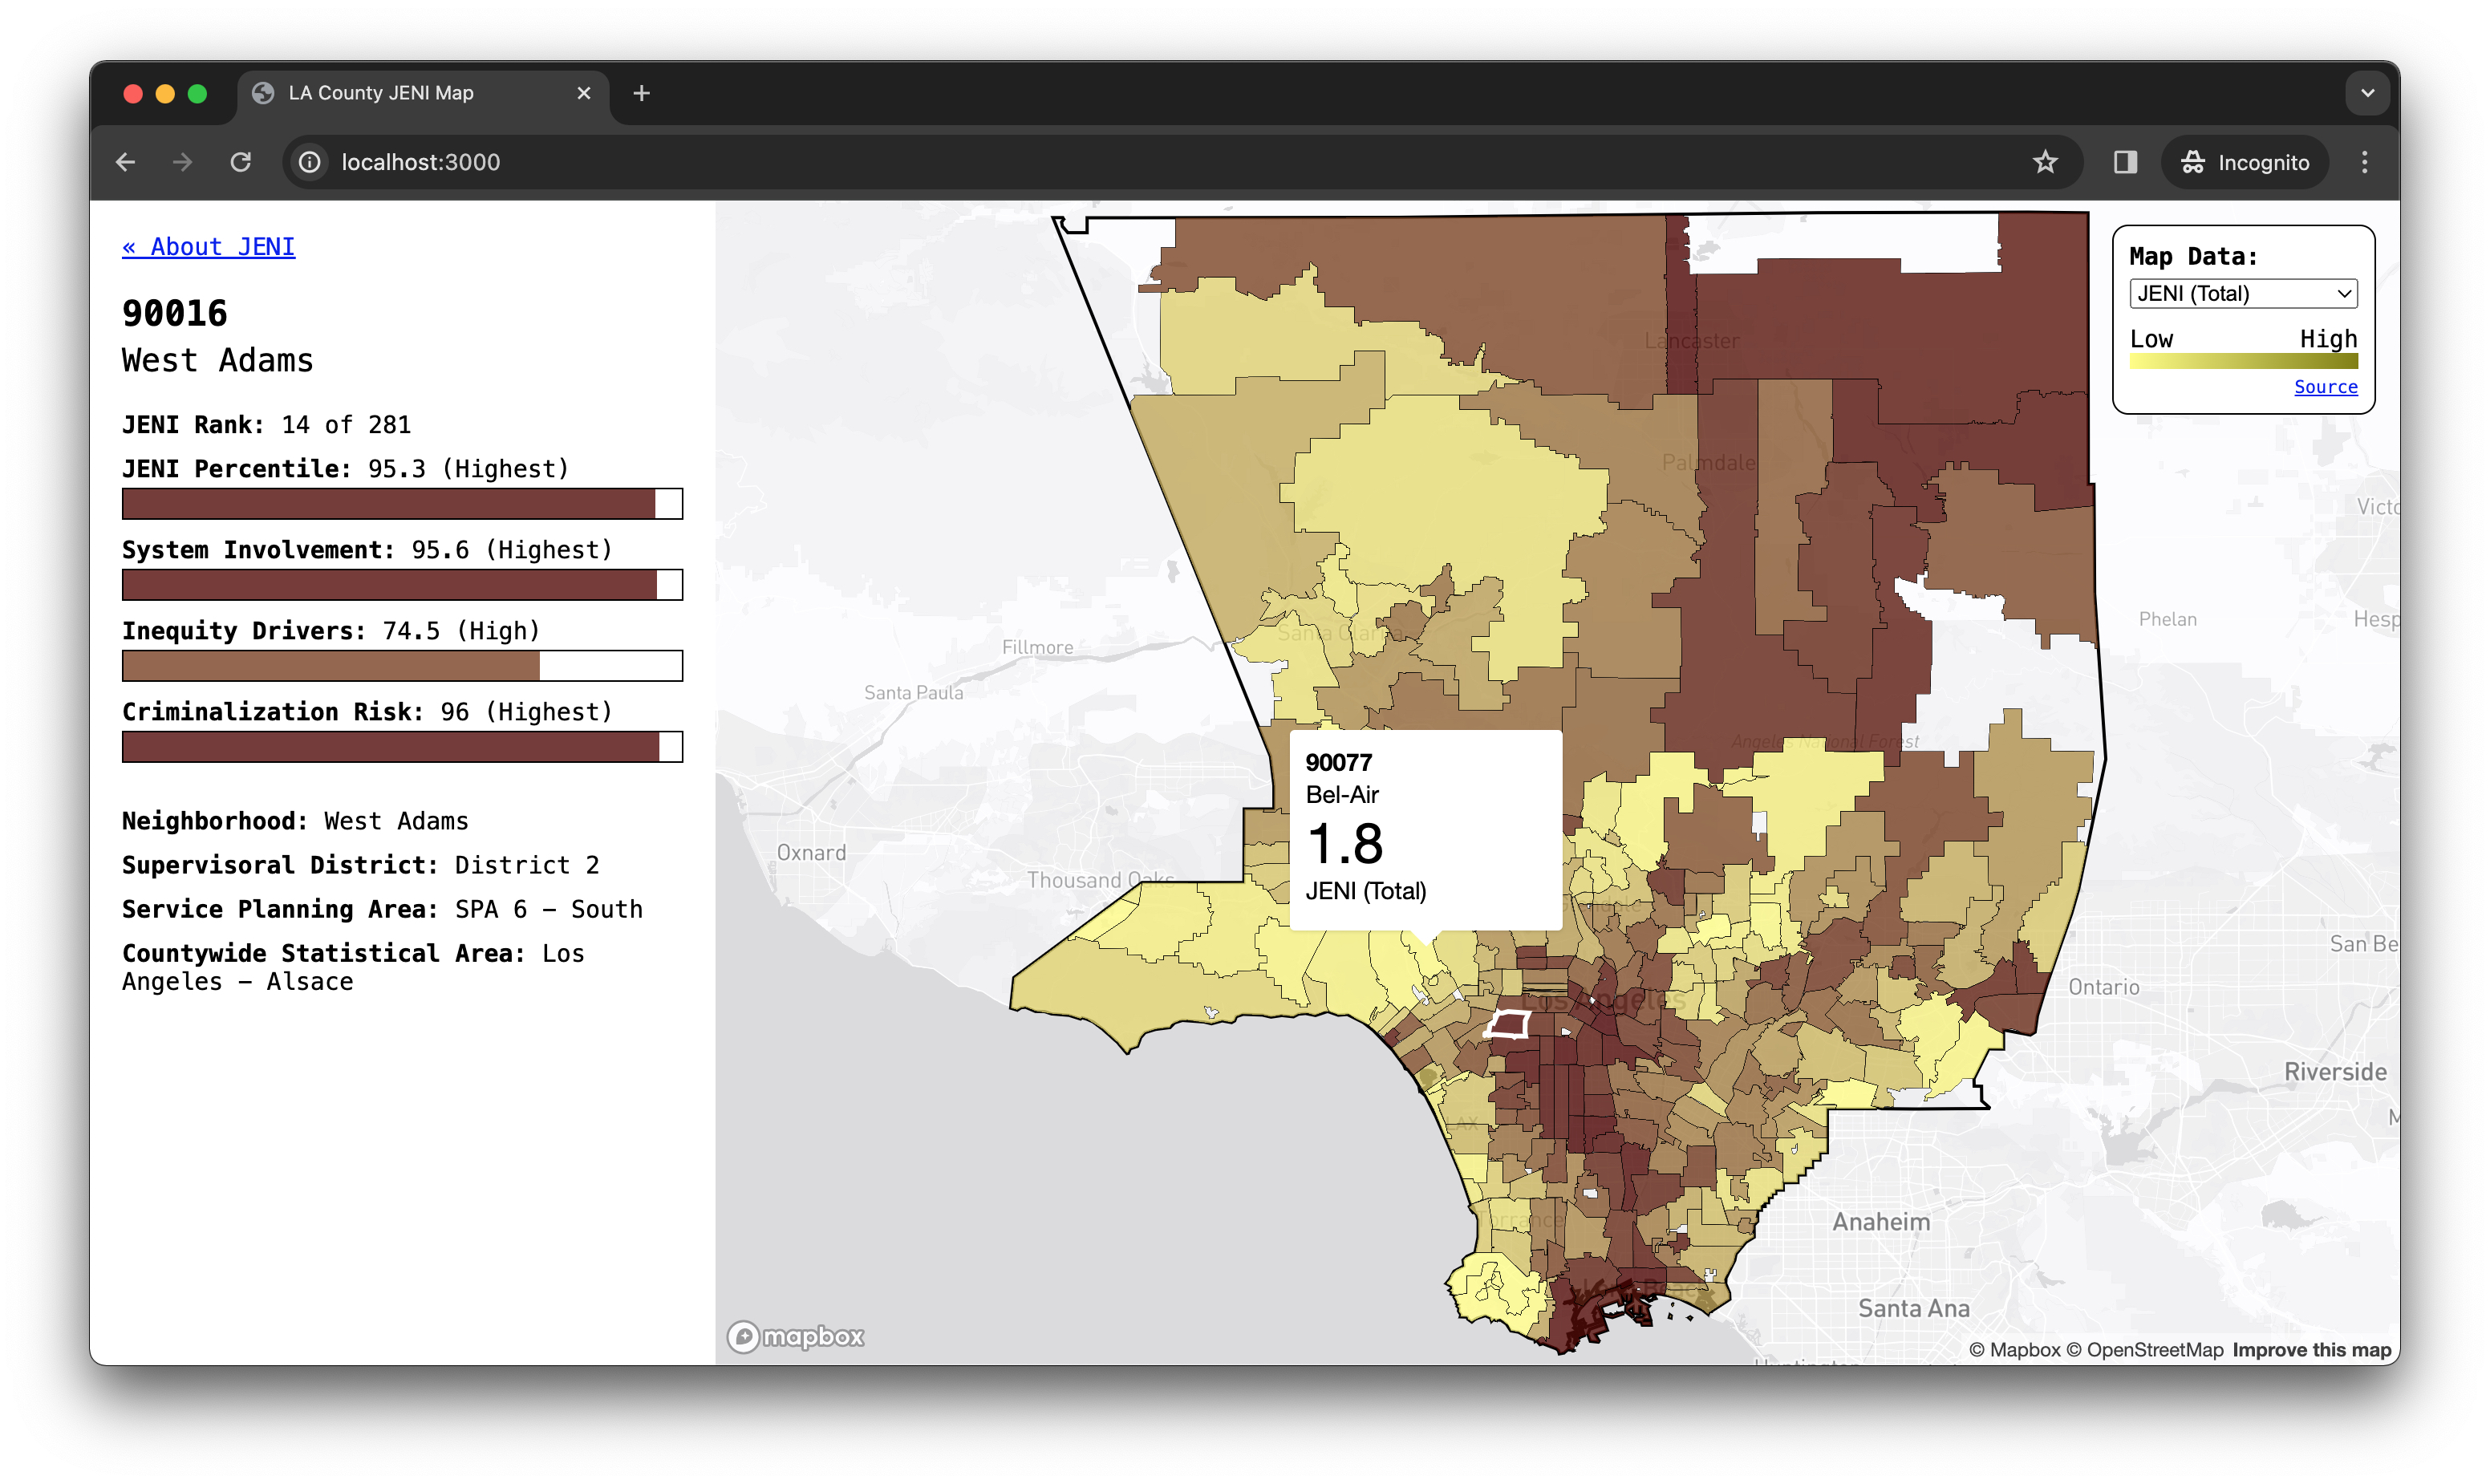 LA County JENI Map
localhost:3000
Incognito
« About JENI
90016
West Adams
JENI Rank: 14 of 281
JENI Percentile: 95.3 (Highest)
System Involvement: 95.6 (Highest)
Inequity Drivers: 74.5 (High)
Criminalization Risk: 96 (Highest)
Neighborhood: West Adams
Supervisoral District: District 2
Service Planning Area: SPA 6 – South
Countywide Statistical Area: Los
Angeles – Alsace
Map Data:
JENI (Total)
Low High
Source
Lancaster
Palmdale
Victo
Santa Clarita
Fillmore
Phelan
Hesp
Santa Paula
Angeles National Forest
90077
Bel-Air
1.8
JENI (Total)
Oxnard
Thousand Oaks
San Be
Ontario
Los Angeles
Riverside
LAX
Torrance
Anaheim
Long Beach
Santa Ana
mapbox
© Mapbox © OpenStreetMap Improve this map